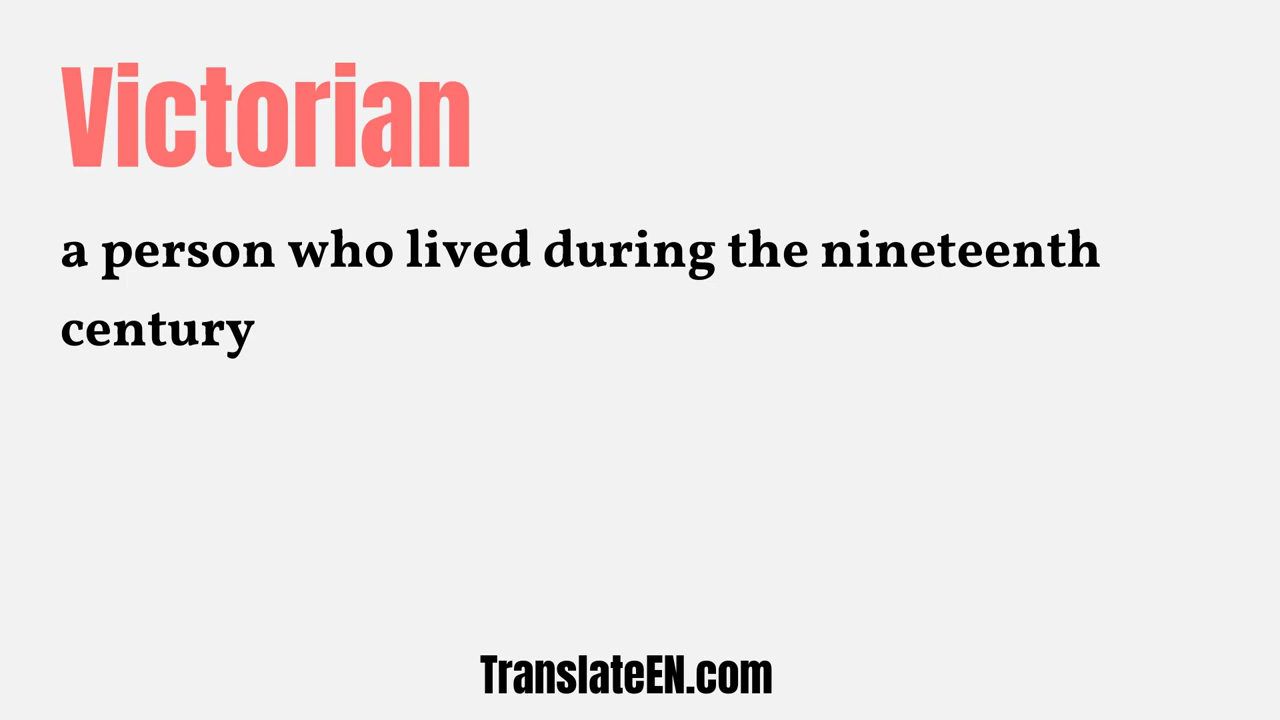 Victorian
a person who lived during the nineteenth
century
TranslateEN.com